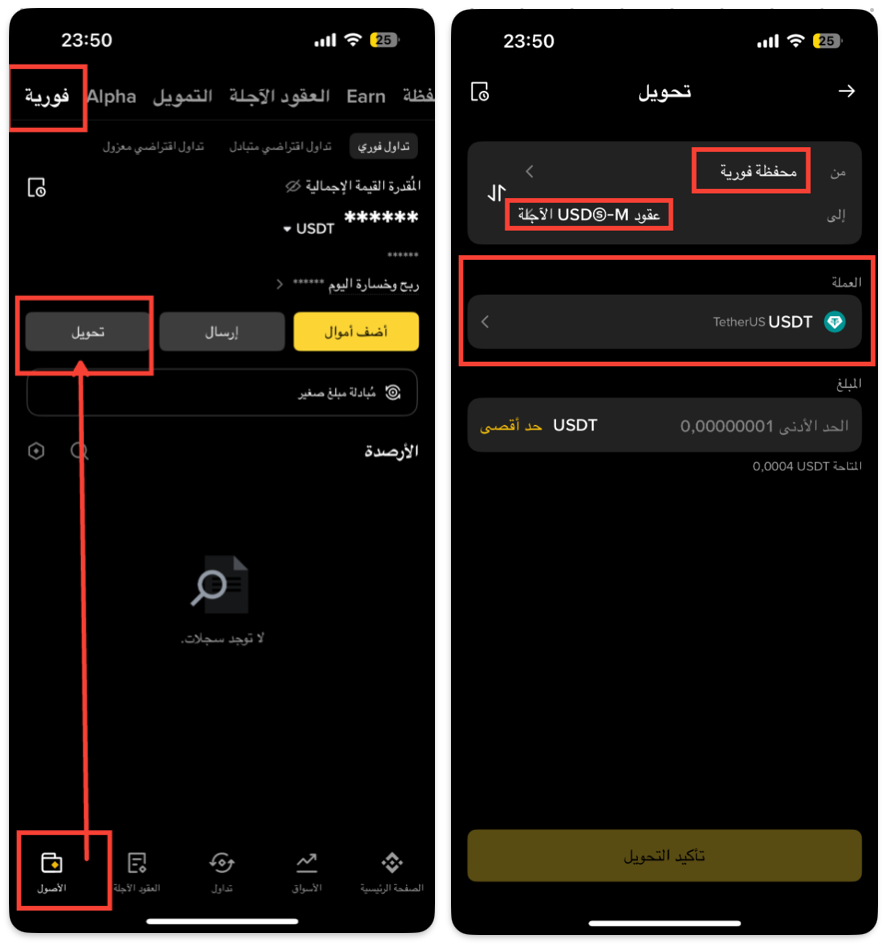 23:50
25
فورية Alpha التمويل العقود الآجلة Earn
تداول فوري تداول اقتراضي متبادل تداول اقتراضي معزول
المُقدرة القيمة الإجمالية
****** USDT
******
ربح وخسارة اليوم ******
أضف أموال
إرسال
تحويل
مُبادلة مبلغ صغير
الأرصدة
لا توجد سجلات.
الصفحة الرئيسية
الأسواق
تداول
العقود الآجلة
الأصول
23:50
25
تحويل
من محفظة فورية
إلى عقود USDⓈ-M الآجلة
العملة
USDT TetherUS
المبلغ
الحد الأدنى 0,00000001 USDT حد أقصى
المتاحة 0,0004 USDT
تأكيد التحويل